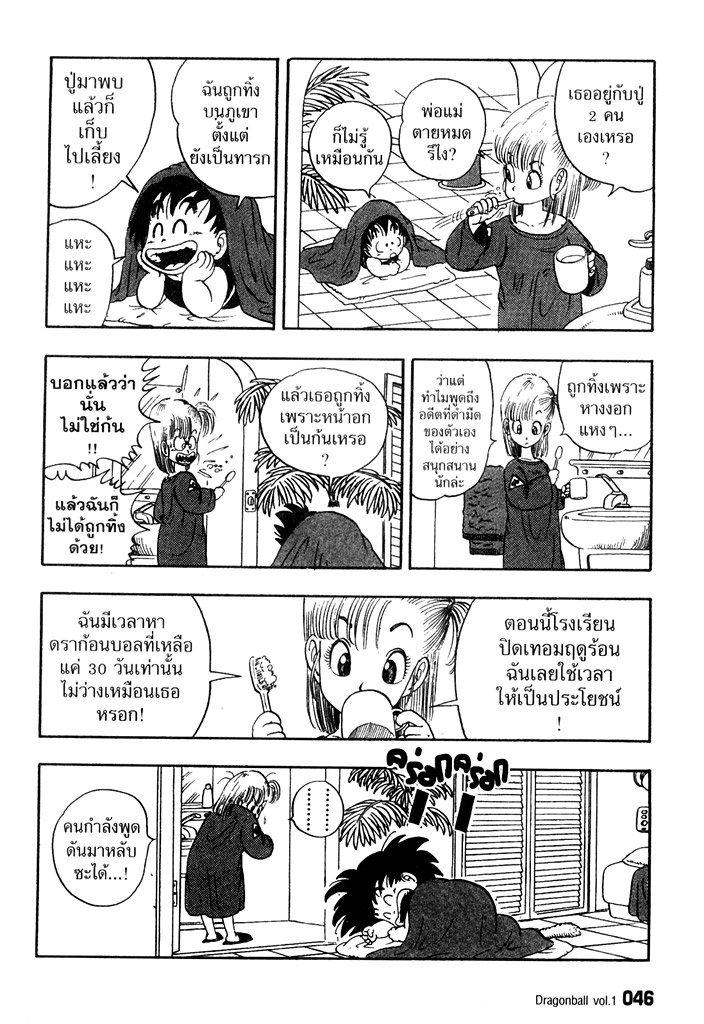 เธออยู่กับปู่
2 คน
เองเหรอ
?
พ่อแม่
ตายหมด
รึไง?
ก็ไม่รู้
เหมือนกัน
ฉันถูกทิ้ง
บนภูเขา
ตั้งแต่
ยังเป็นทารก
ปู่มาพบ
แล้วก็
เก็บ
ไปเลี้ยง
!
แหะ
แหะ
แหะ
แหะ
ถูกทิ้งเพราะ
หางงอก
แหงๆ...
ว่าแต่
ทำไมพูดถึง
อดีตที่ดำมืด
ของตัวเอง
ได้อย่าง
สนุกสนาน
นักล่ะ
แล้วเธอถูกทิ้ง
เพราะหน้าอก
เป็นก้นเหรอ
?
บอกแล้วว่า
นั่น
ไม่ใช่ก้น
!!
แล้วฉันก็
ไม่ได้ถูกทิ้ง
ด้วย!
ตอนนี้โรงเรียน
ปิดเทอมฤดูร้อน
ฉันเลยใช้เวลา
ให้เป็นประโยชน์
!
ฉันมีเวลาหา
ดราก้อนบอลที่เหลือ
แค่ 30 วันเท่านั้น
ไม่ว่างเหมือนเธอ
หรอก!
คร่อกคร่อก
คนกำลังพูด
ดันมาหลับ
ซะได้...!
Dragonball vol.1 046